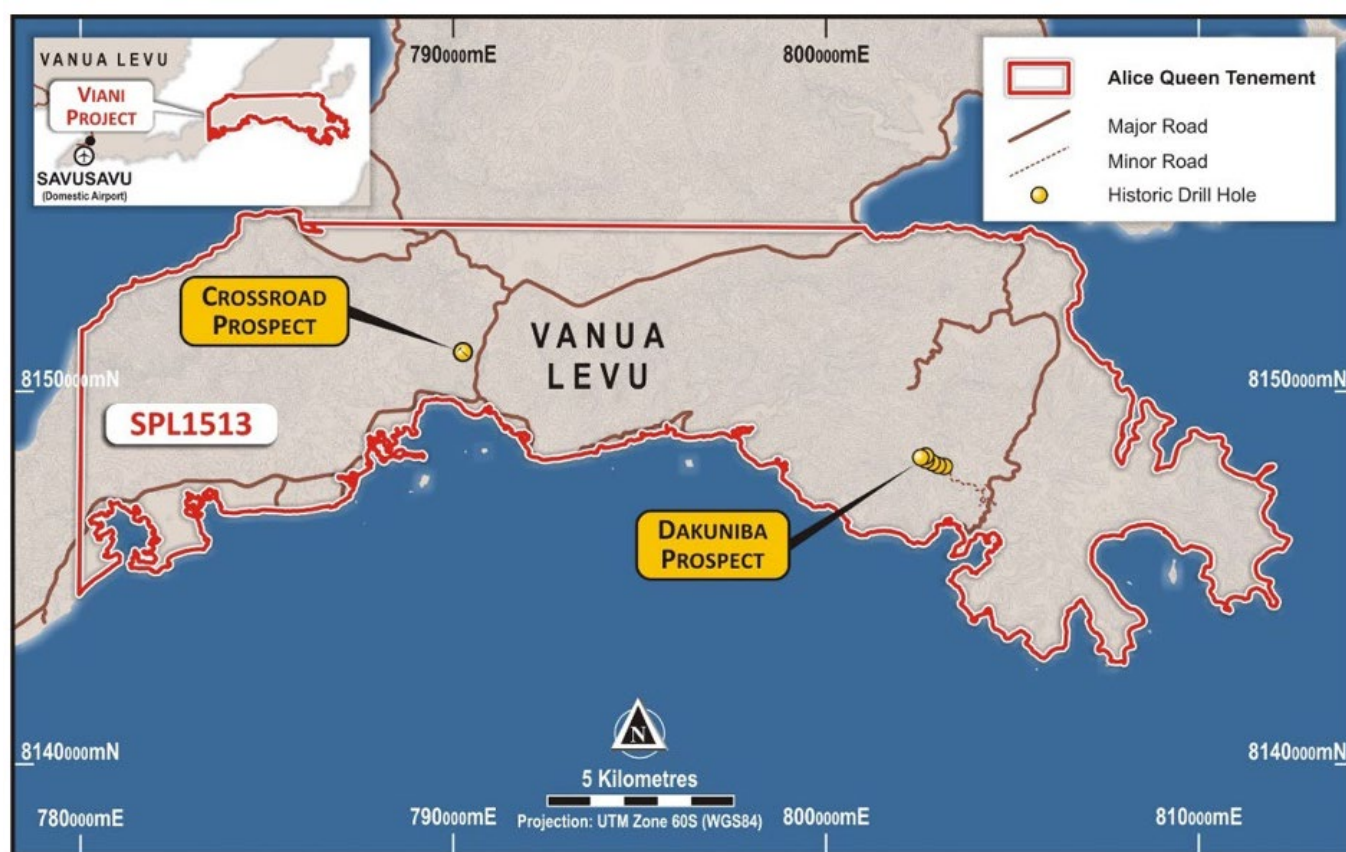 VANUA LEVU
VIANI
PROJECT
SAVUSAVU
(Domestic Airport)
790000mE
800000mE
Alice Queen Tenement
Major Road
Minor Road
Historic Drill Hole
CROSSROAD
PROSPECT
VANUA
LEVU
8150000mN
8150000mN
SPL1513
DAKUNIBA
PROSPECT
N
8140000mN
8140000mN
5 Kilometres
Projection: UTM Zone 60S (WGS84)
780000mE
790000mE
800000mE
810000mE